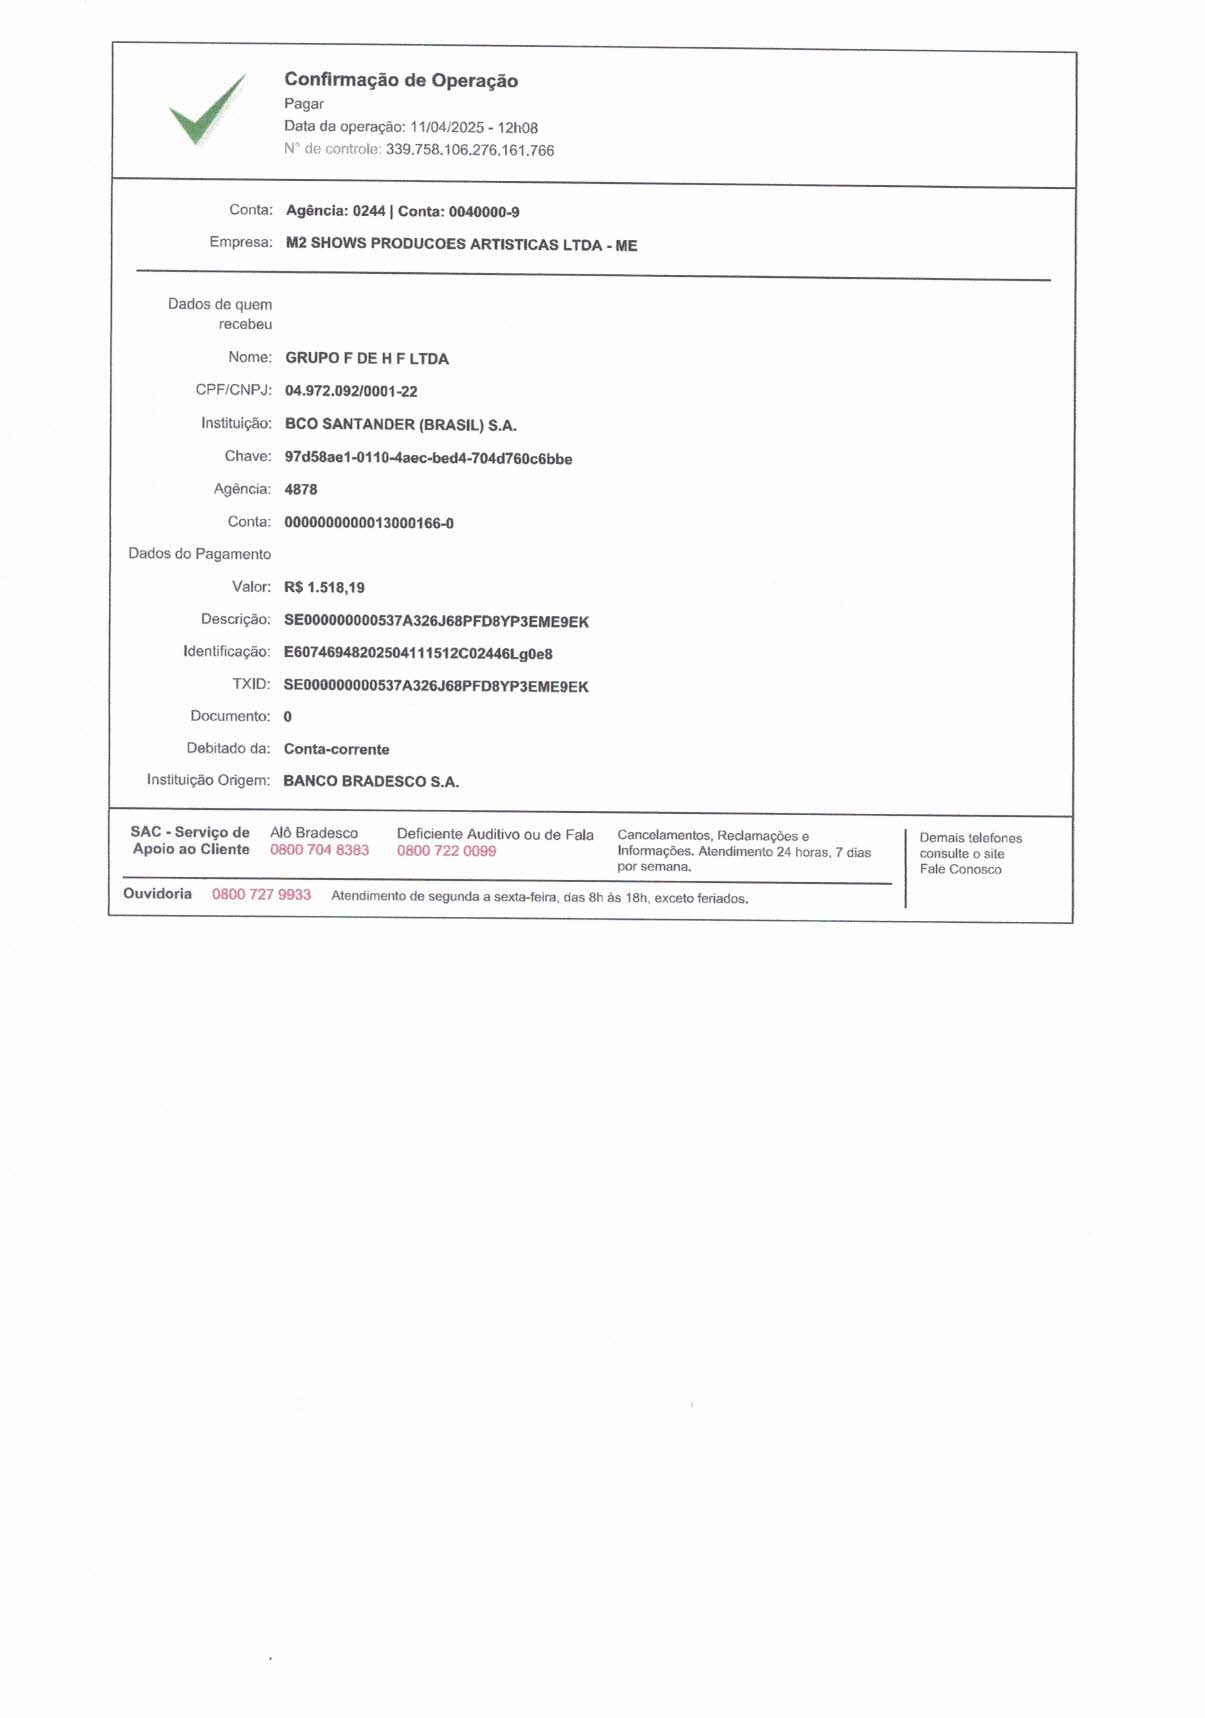 Confirmação de Operação
Pagar
Data da operação: 11/04/2025 - 12h08
N° de controle: 339.758.106.276.161.766
Conta: Agência: 0244 | Conta: 0040000-9
Empresa: M2 SHOWS PRODUCOES ARTISTICAS LTDA - ME
Dados de quem
recebeu
Nome: GRUPO F DE H F LTDA
CPF/CNPJ: 04.972.092/0001-22
Instituição: BCO SANTANDER (BRASIL) S.A.
Chave: 97d58ae1-0110-4aec-bed4-704d760c6bbe
Agência: 4878
Conta: 0000000000013000166-0
Dados do Pagamento
Valor: R$ 1.518,19
Descrição: SE000000000537A326J68PFD8YP3EME9EK
Identificação: E60746948202504111512C02446Lg0e8
TXID: SE000000000537A326J68PFD8YP3EME9EK
Documento: 0
Debitado da: Conta-corrente
Instituição Origem: BANCO BRADESCO S.A.
SAC - Serviço de
Apoio ao Cliente
Alô Bradesco
0800 704 8383
Deficiente Auditivo ou de Fala
0800 722 0099
Cancelamentos, Reclamações e
Informações. Atendimento 24 horas, 7 dias
por semana.
Demais telefones
consulte o site
Fale Conosco
Ouvidoria 0800 727 9933 Atendimento de segunda a sexta-feira, das 8h às 18h, exceto feriados.